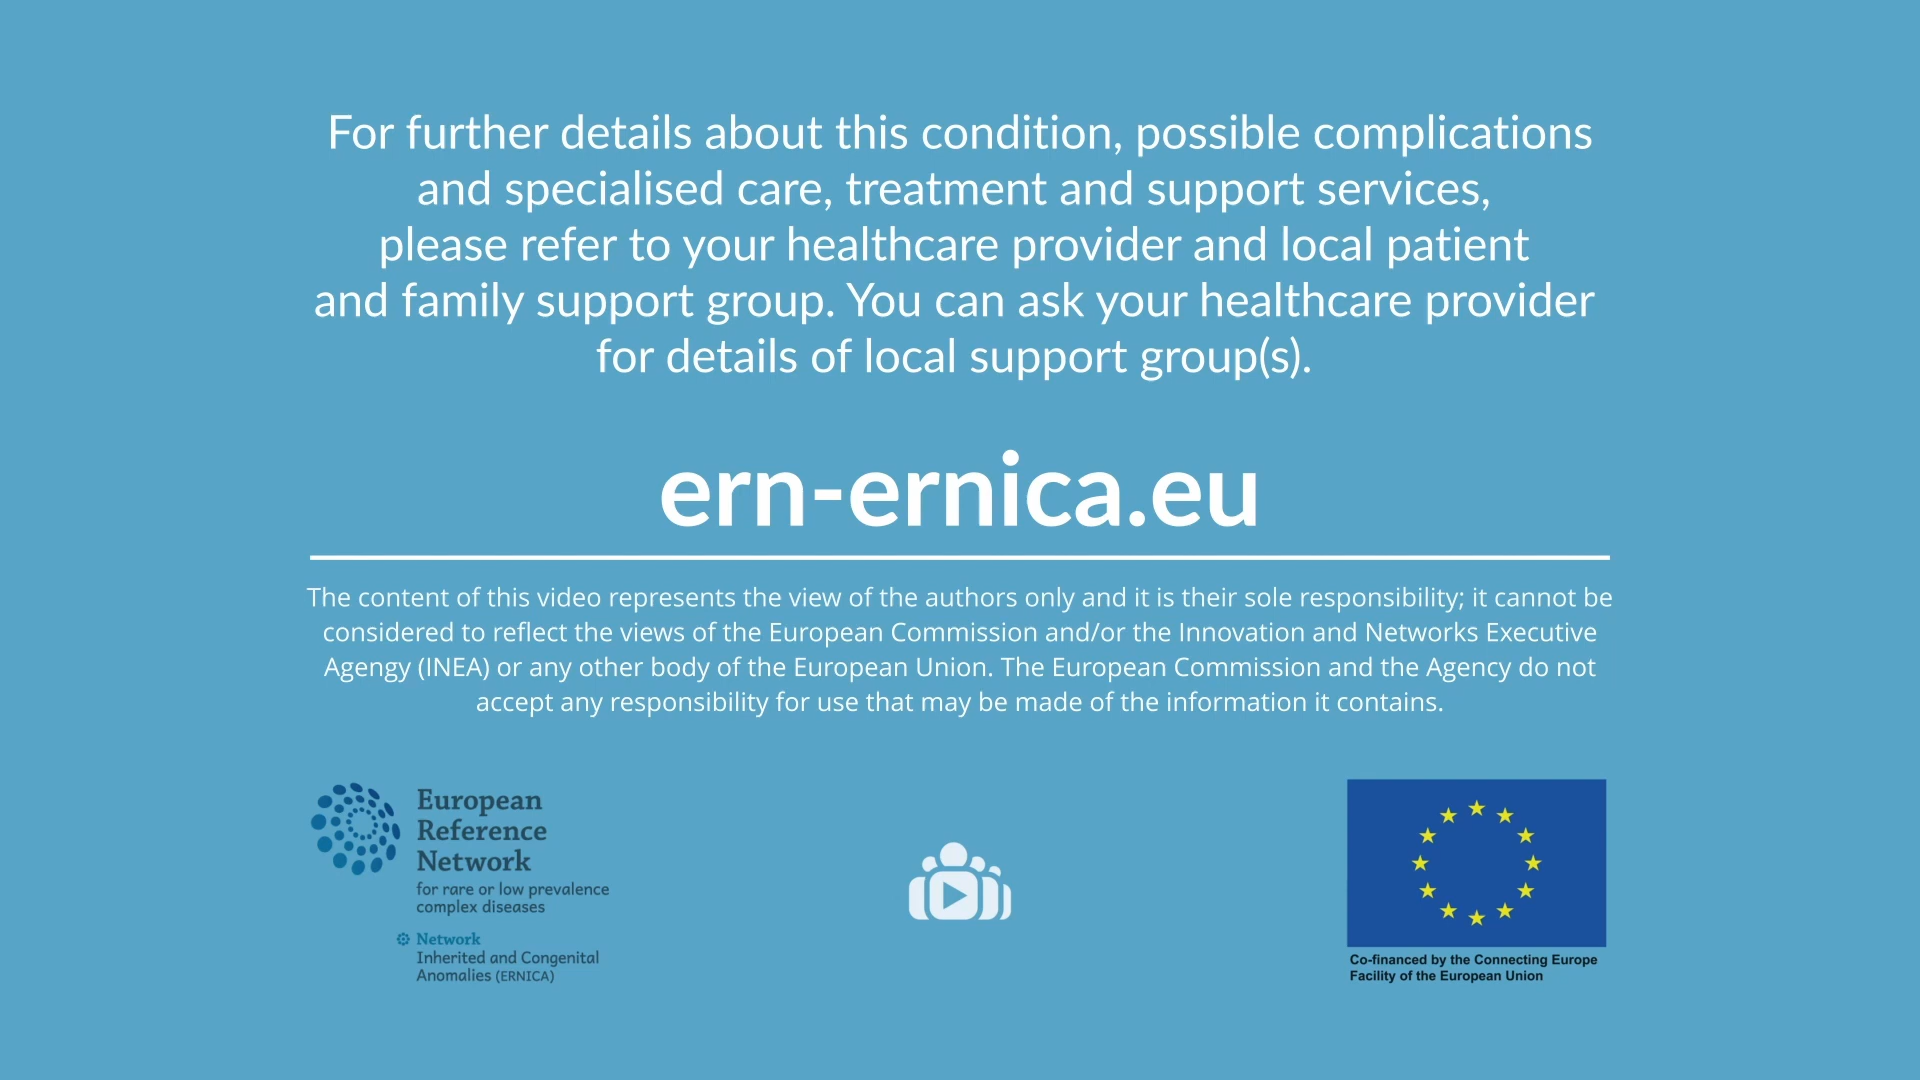 For further details about this condition, possible complications
and specialised care, treatment and support services,
please refer to your healthcare provider and local patient
and family support group. You can ask your healthcare provider
for details of local support group(s).
ern-ernica.eu
The content of this video represents the view of the authors only and it is their sole responsibility; it cannot be
considered to reflect the views of the European Commission and/or the Innovation and Networks Executive
Agengy (INEA) or any other body of the European Union. The European Commission and the Agency do not
accept any responsibility for use that may be made of the information it contains.
European
Reference
Network
for rare or low prevalence
complex diseases
Network
Inherited and Congenital
Anomalies (ERNICA)
Co-financed by the Connecting Europe
Facility of the European Union